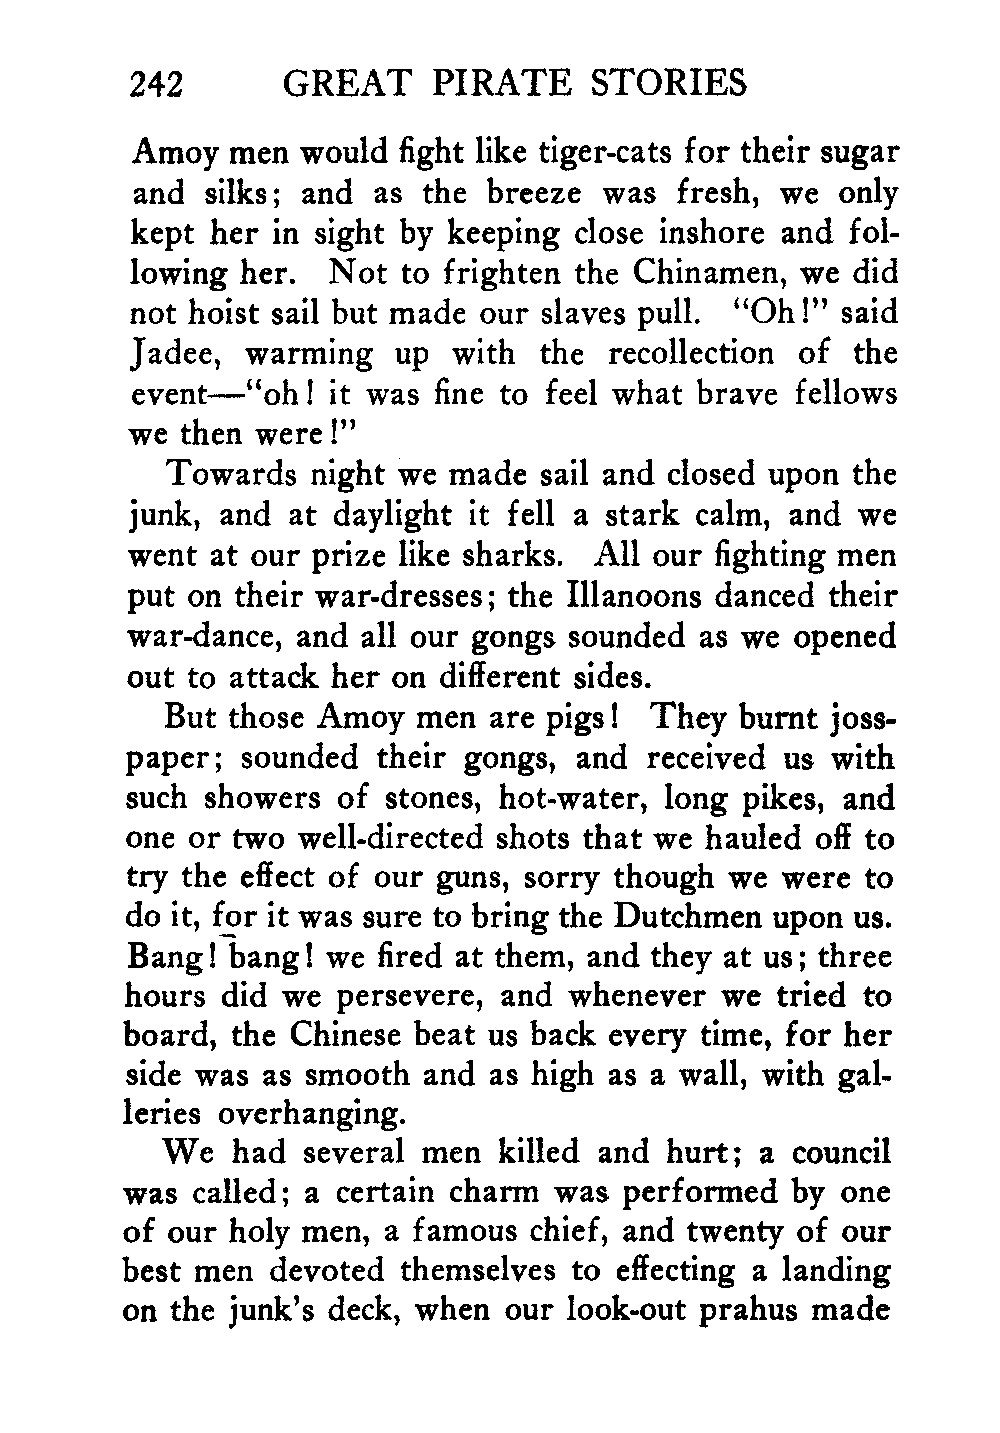 242 GREAT PIRATE STORIES
Amoy men would fight like tiger-cats for their sugar
and silks; and as the breeze was fresh, we only
kept her in sight by keeping close inshore and fol-
lowing her. Not to frighten the Chinamen, we did
not hoist sail but made our slaves pull. "Oh!" said
Jadee, warming up with the recollection of the
event—"oh! it was fine to feel what brave fellows
we then were!"
Towards night we made sail and closed upon the
junk, and at daylight it fell a stark calm, and we
went at our prize like sharks. All our fighting men
put on their war-dresses; the Illanoons danced their
war-dance, and all our gongs sounded as we opened
out to attack her on different sides.
But those Amoy men are pigs! They burnt joss-
paper; sounded their gongs, and received us with
such showers of stones, hot-water, long pikes, and
one or two well-directed shots that we hauled off to
try the effect of our guns, sorry though we were to
do it, for it was sure to bring the Dutchmen upon us.
Bang! bang! we fired at them, and they at us; three
hours did we persevere, and whenever we tried to
board, the Chinese beat us back every time, for her
side was as smooth and as high as a wall, with gal-
leries overhanging.
We had several men killed and hurt; a council
was called; a certain charm was performed by one
of our holy men, a famous chief, and twenty of our
best men devoted themselves to effecting a landing
on the junk's deck, when our look-out prahus made